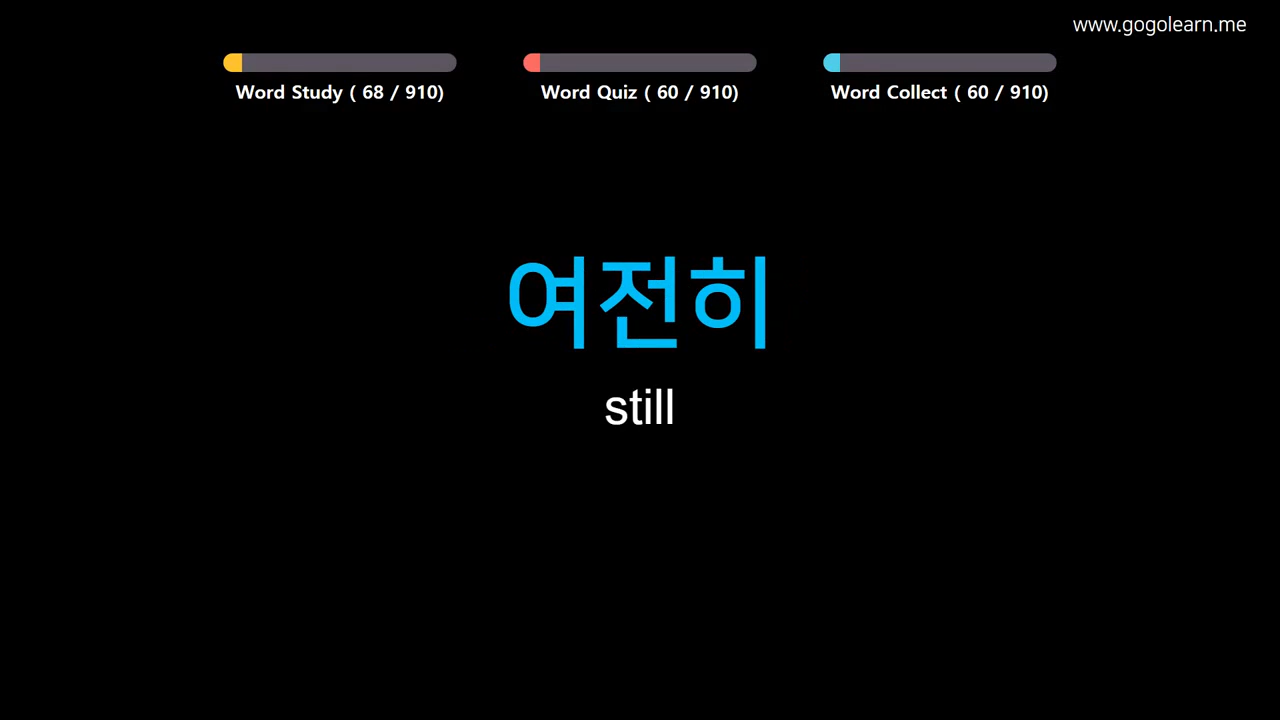 www.gogolearn.me
Word Study ( 68 / 910)
Word Quiz ( 60 / 910)
Word Collect ( 60 / 910)
여전히
still